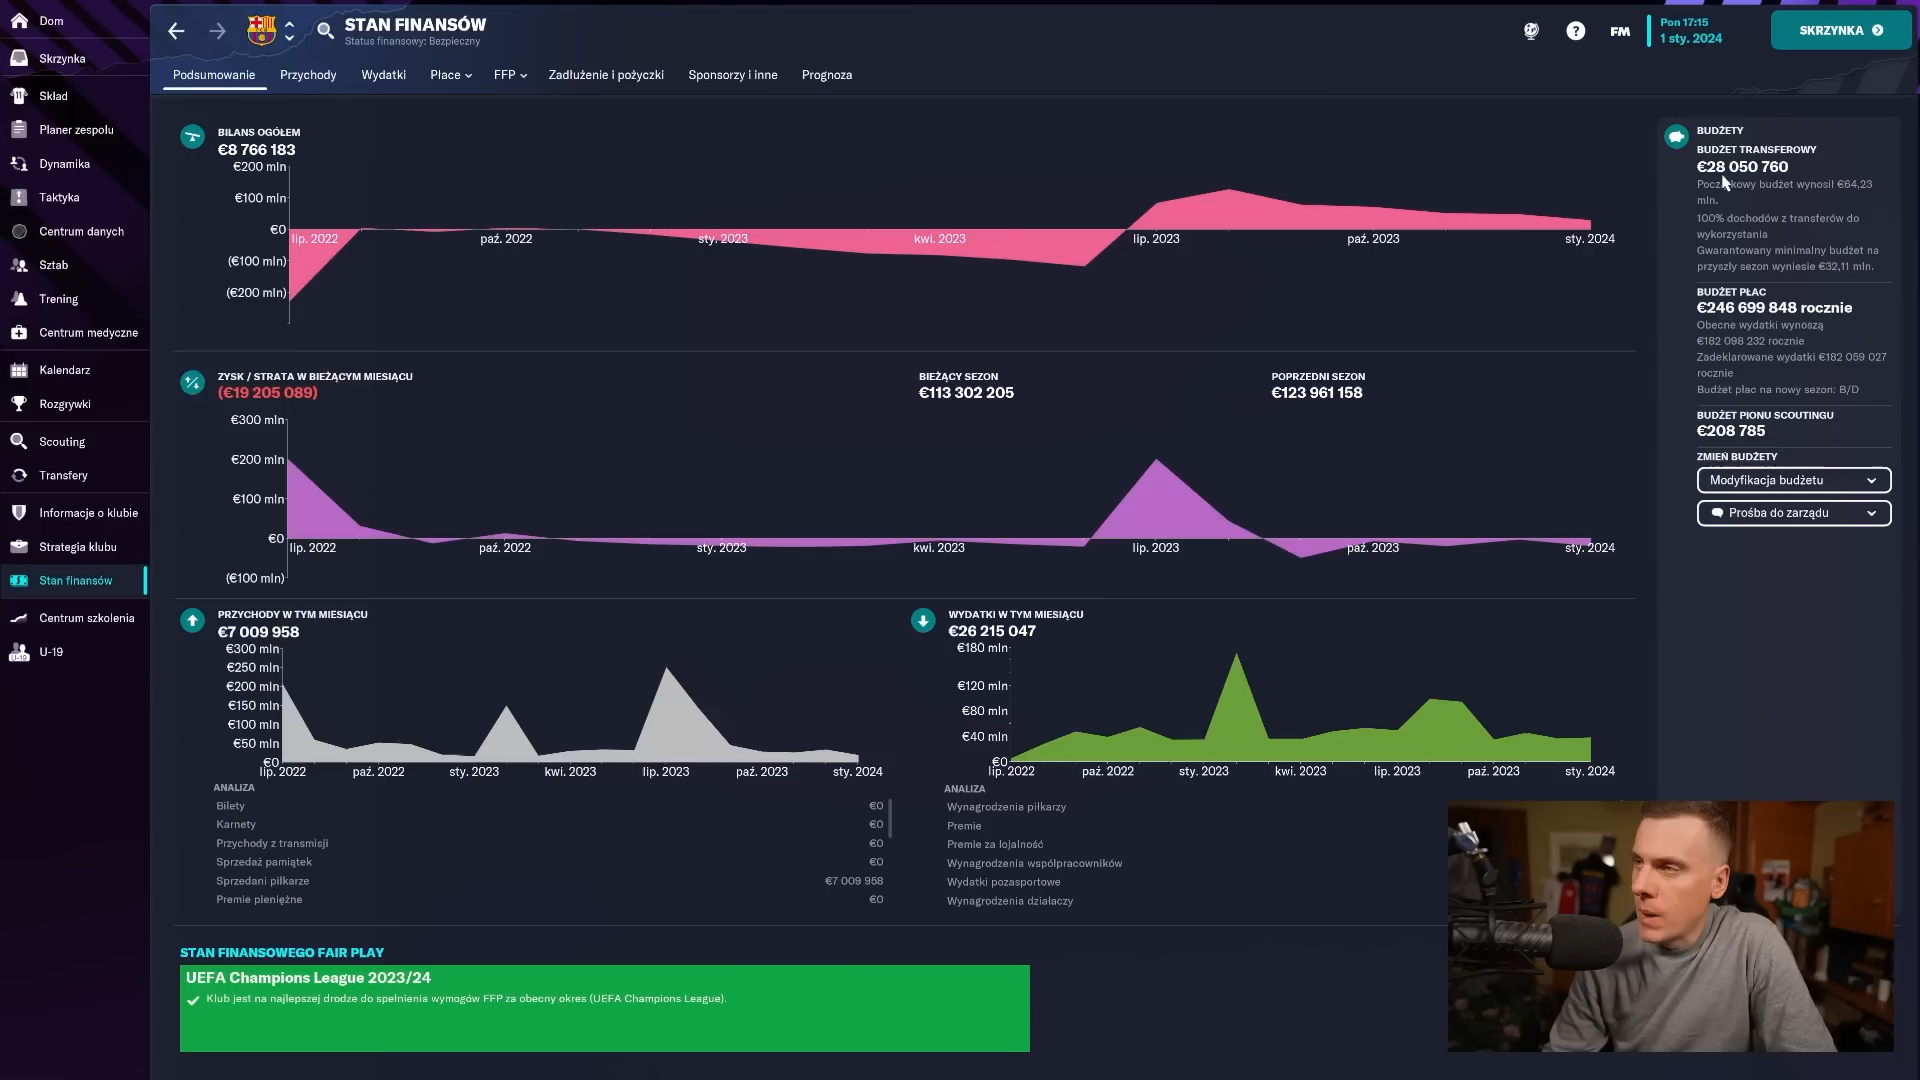 Dom
Skrzynka
Skład
Planer zespołu
Dynamika
Taktyka
Centrum danych
Sztab
Trening
Centrum medyczne
Kalendarz
Rozgrywki
Scouting
Transfery
Informacje o klubie
Strategia klubu
Stan finansów
Centrum szkolenia
U-19
STAN FINANSÓW
Status finansowy: Bezpieczny
FM
Pon 17:15
1 sty. 2024
SKRZYNKA
Podsumowanie
Przychody
Wydatki
Płace
FFP
Zadłużenie i pożyczki
Sponsorzy i inne
Prognoza
BILANS OGÓŁEM
€8 766 183
€200 mln
€100 mln
€0
(€100 mln)
(€200 mln)
lip. 2022
paź. 2022
sty. 2023
kwi. 2023
lip. 2023
paź. 2023
sty. 2024
ZYSK / STRATA W BIEŻĄCYM MIESIĄCU
(€19 205 089)
BIEŻĄCY SEZON
€113 302 205
POPRZEDNI SEZON
€123 961 158
€300 mln
€200 mln
€100 mln
€0
(€100 mln)
lip. 2022
paź. 2022
sty. 2023
kwi. 2023
lip. 2023
paź. 2023
sty. 2024
PRZYCHODY W TYM MIESIĄCU
€7 009 958
€300 mln
€250 mln
€200 mln
€150 mln
€100 mln
€50 mln
€0
lip. 2022
paź. 2022
sty. 2023
kwi. 2023
lip. 2023
paź. 2023
sty. 2024
ANALIZA
Bilety €0
Karnety €0
Przychody z transmisji €0
Sprzedaż pamiątek €0
Sprzedani piłkarze €7 009 958
Premie pieniężne €0
WYDATKI W TYM MIESIĄCU
€26 215 047
€180 mln
€120 mln
€80 mln
€40 mln
€0
lip. 2022
paź. 2022
sty. 2023
kwi. 2023
lip. 2023
paź. 2023
sty. 2024
ANALIZA
Wynagrodzenia piłkarzy
Premie
Premie za lojalność
Wynagrodzenia współpracowników
Wydatki pozasportowe
Wynagrodzenia działaczy
STAN FINANSOWEGO FAIR PLAY
UEFA Champions League 2023/24
Klub jest na najlepszej drodze do spełnienia wymogów FFP za obecny okres (UEFA Champions League).
BUDŻETY
BUDŻET TRANSFEROWY
€28 050 760
budżet wynosił €64,23
mln.
100% dochodów z transferów do
wykorzystania
Gwarantowany minimalny budżet na
przyszły sezon wyniesie €32,11 mln.
BUDŻET PŁAC
€246 699 848 rocznie
Obecne wydatki wynoszą
€182 098 232 rocznie
Zadeklarowane wydatki €182 059 027
rocznie
Budżet płac na nowy sezon: B/D
BUDŻET PIONU SCOUTINGU
€208 785
ZMIEŃ BUDŻETY
Modyfikacja budżetu
Prośba do zarządu